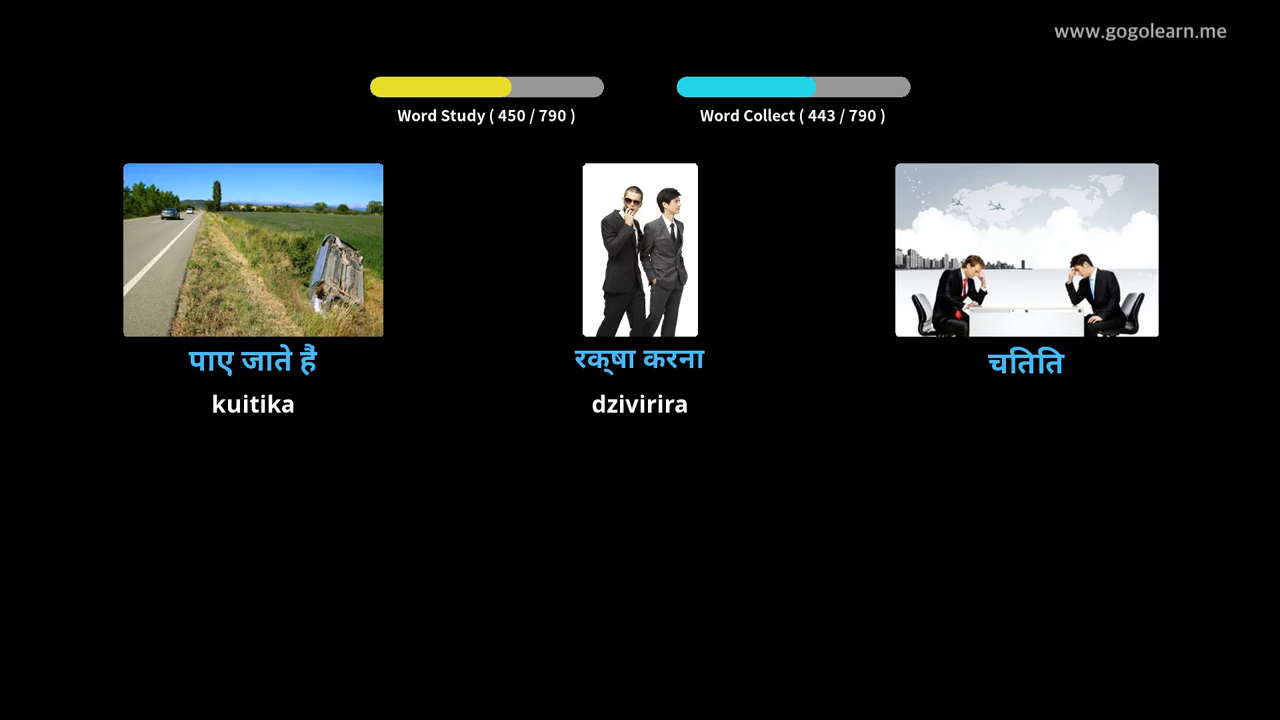 www.gogolearn.me
Word Study ( 450 / 790 )
Word Collect ( 443 / 790 )
पाए जाते हैं
रक्षा करना
चतिति
kuitika
dzivirira